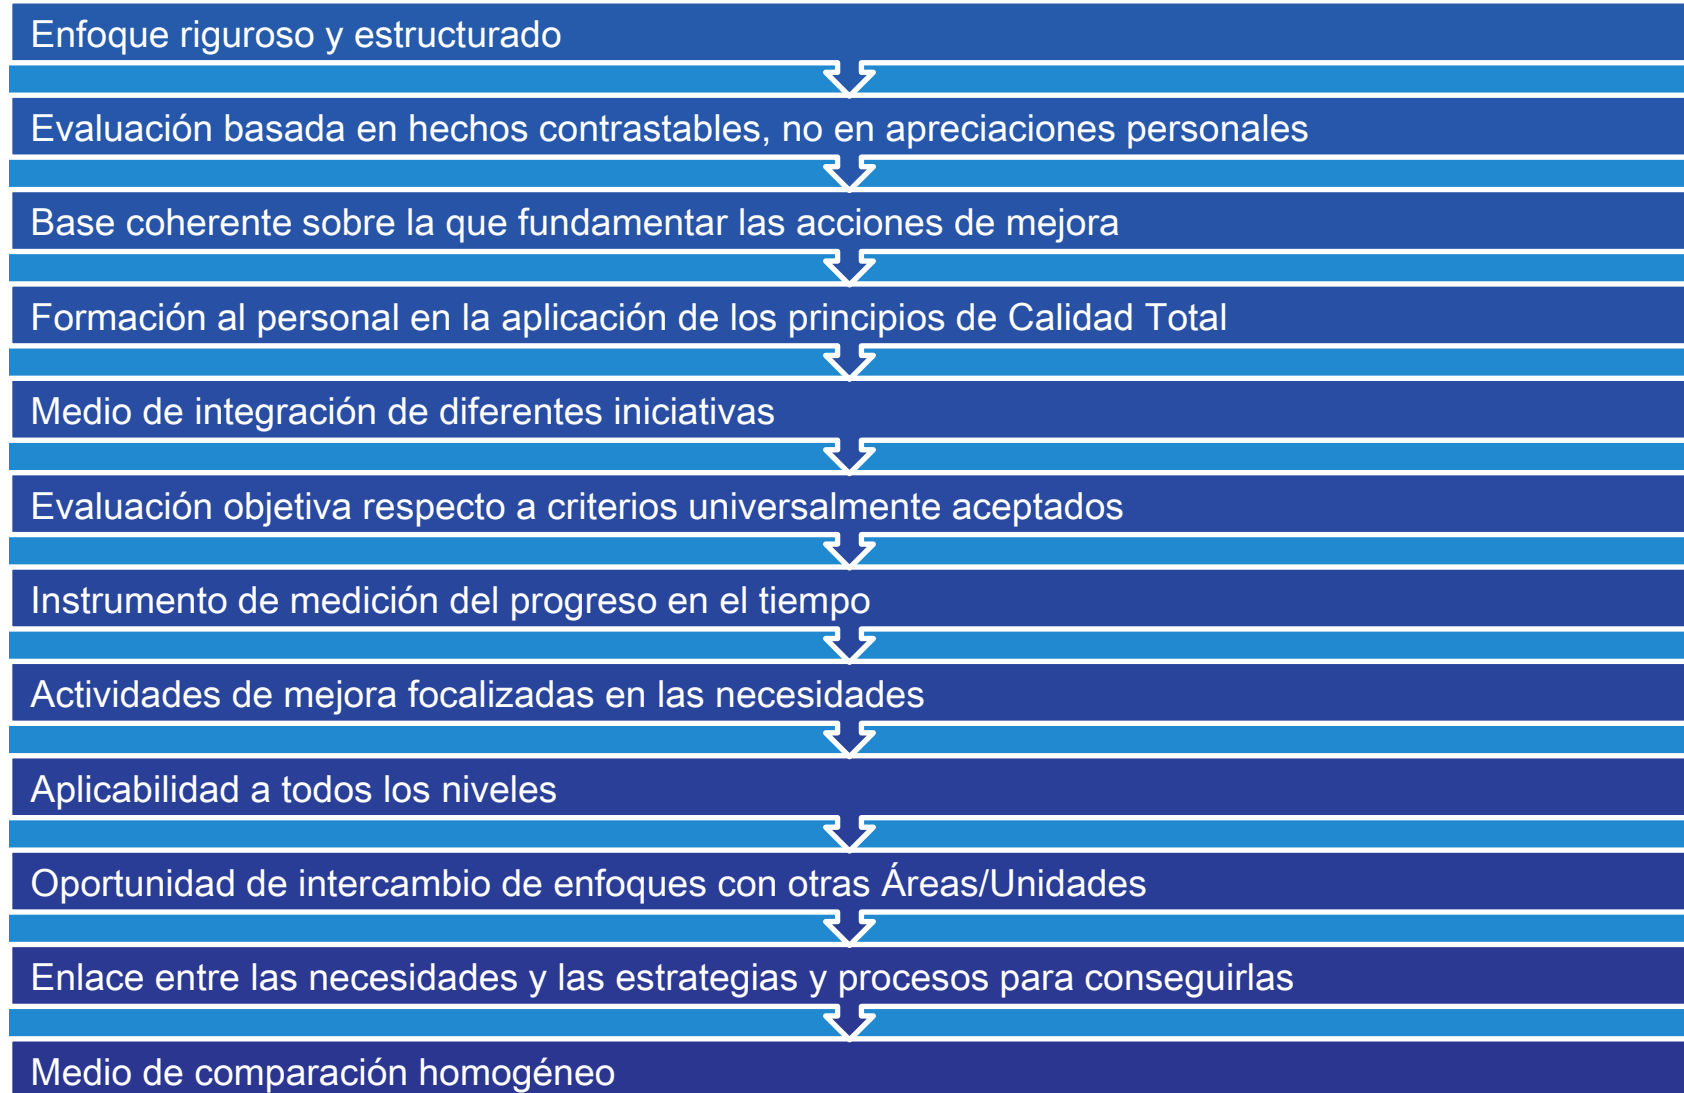 Enfoque riguroso y estructurado
Evaluación basada en hechos contrastables, no en apreciaciones personales
Base coherente sobre la que fundamentar las acciones de mejora
Formación al personal en la aplicación de los principios de Calidad Total
Medio de integración de diferentes iniciativas
Evaluación objetiva respecto a criterios universalmente aceptados
Instrumento de medición del progreso en el tiempo
Actividades de mejora focalizadas en las necesidades
Aplicabilidad a todos los niveles
Oportunidad de intercambio de enfoques con otras Áreas/Unidades
Enlace entre las necesidades y las estrategias y procesos para conseguirlas
Medio de comparación homogéneo